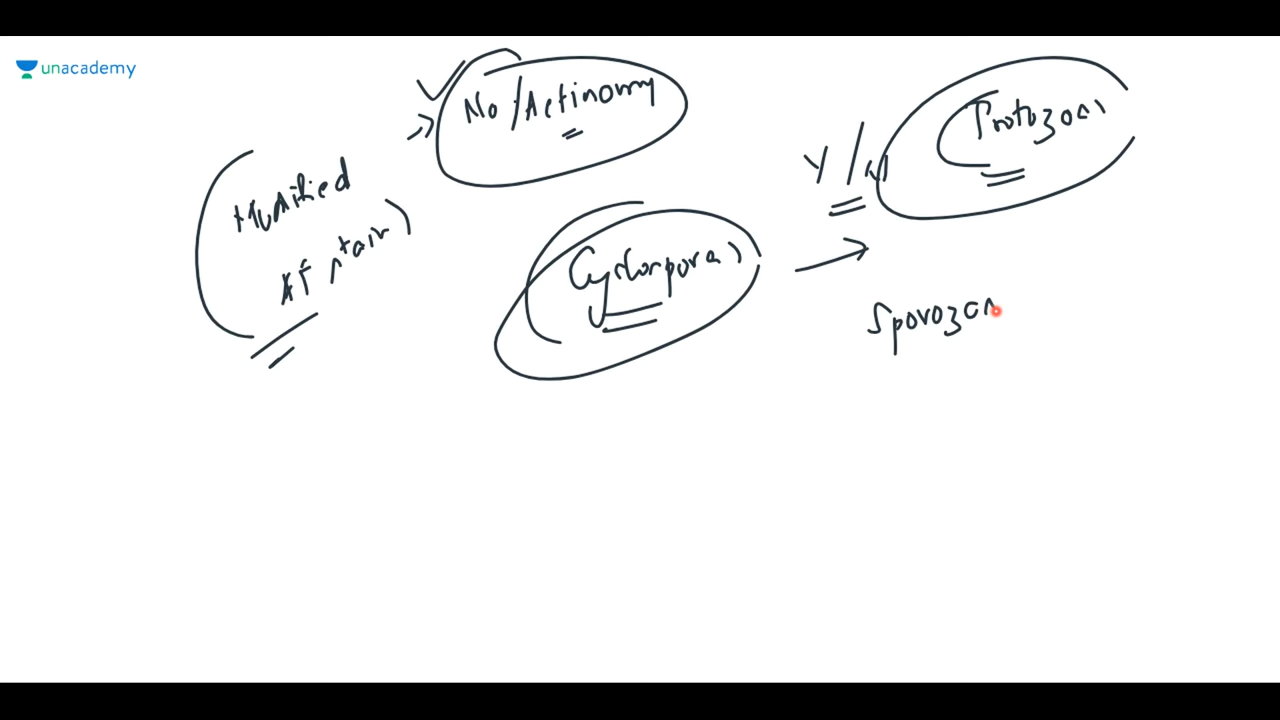 unacademy
No/Actinomy
Modified
AF stain
Cyclospora
Y/N
Protozoa
Sporozoa